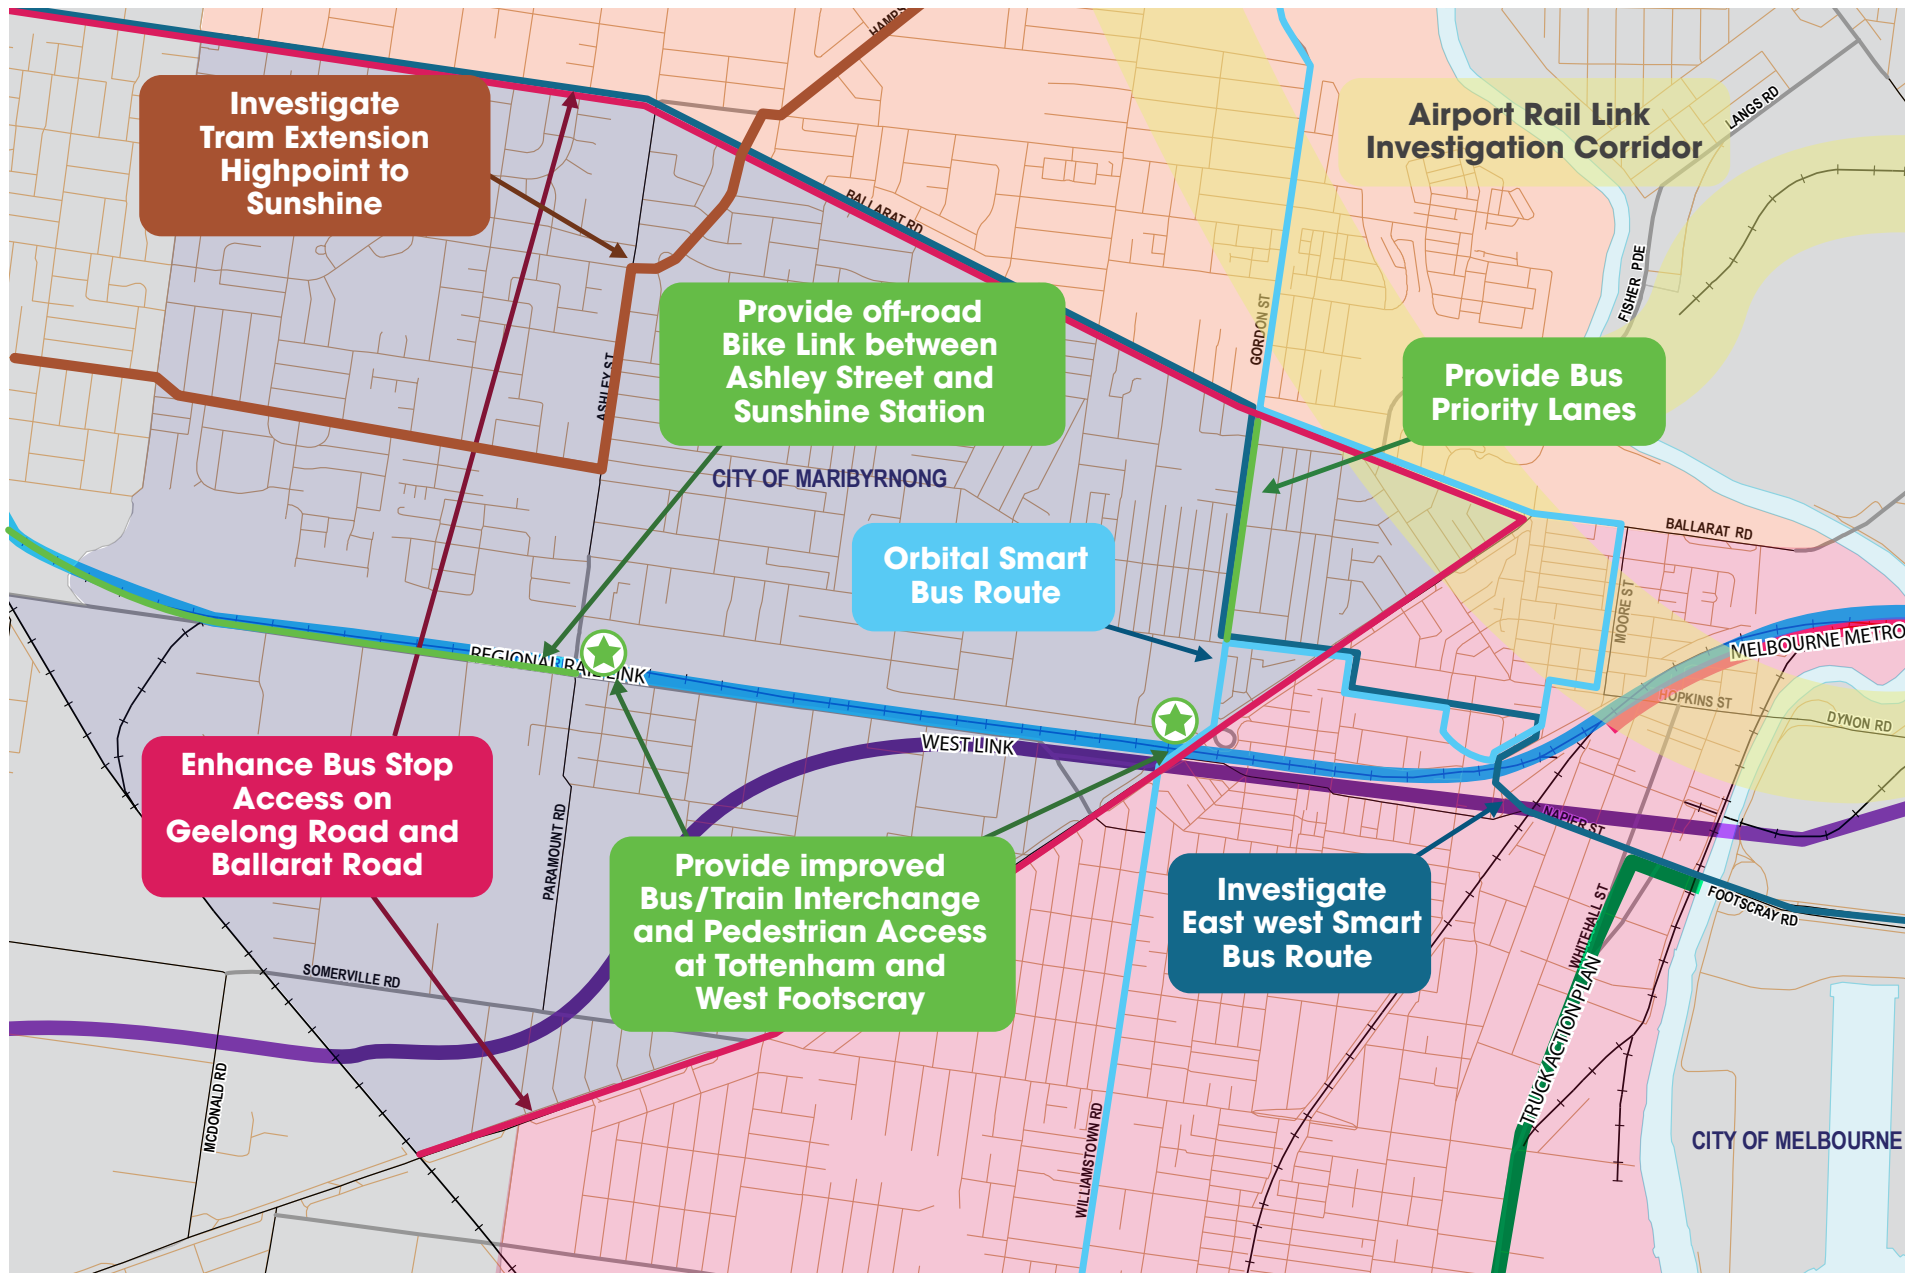 HAMPS
Investigate
Tram Extension
Highpoint to
Sunshine
Airport Rail Link
Investigation Corridor
LANGS RD
BALLARAT RD
FISHER PDE
GORDON ST
Provide off-road
Bike Link between
Ashley Street and
Sunshine Station
ASHLEY ST
Provide Bus
Priority Lanes
CITY OF MARIBYRNONG
Orbital Smart
Bus Route
BALLARAT RD
MOORE ST
REGIONAL RAIL LINK
MELBOURNE METRO
HOPKINS ST
DYNON RD
WEST LINK
Enhance Bus Stop
Access on
Geelong Road and
Ballarat Road
PARAMOUNT RD
NAPIER ST
Provide improved
Bus/Train Interchange
and Pedestrian Access
at Tottenham and
West Footscray
Investigate
East west Smart
Bus Route
WHITEHALL ST
FOOTSCRAY RD
SOMERVILLE RD
TRUCK ACTION PLAN
MCDONALD RD
WILLIAMSTOWN RD
CITY OF MELBOURNE